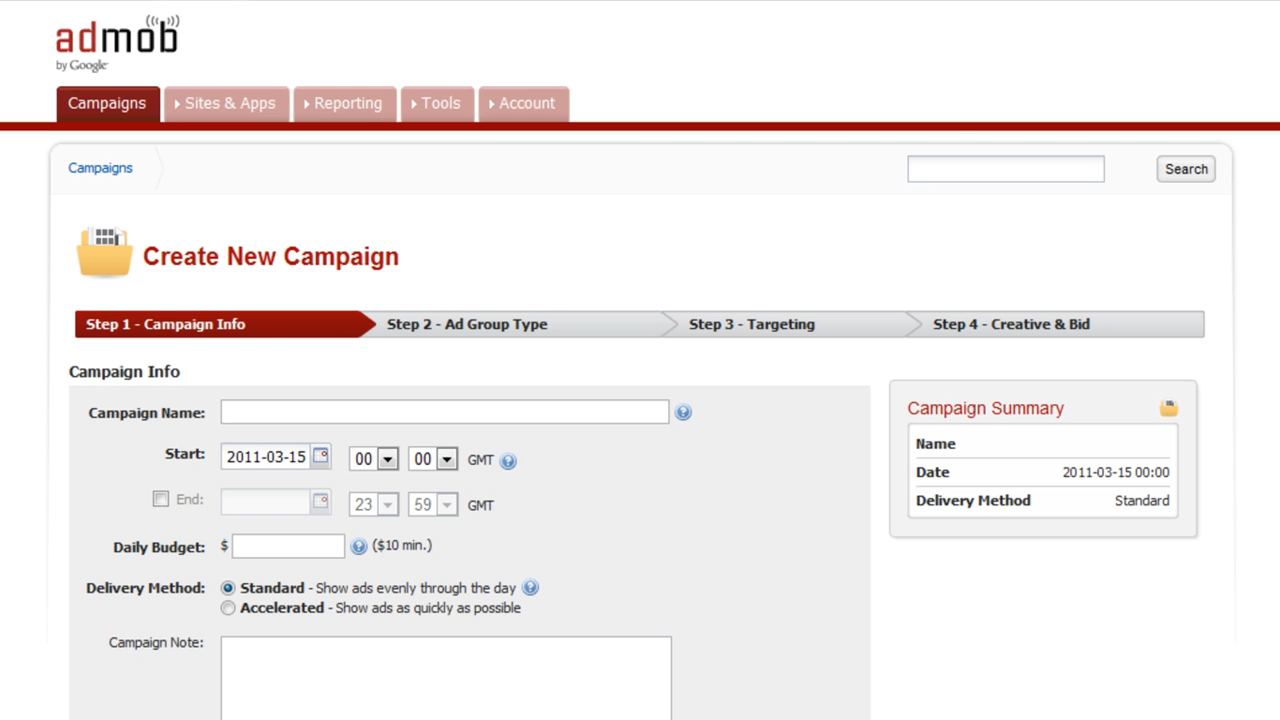 admob
by Google
Campaigns Sites & Apps Reporting Tools Account
Campaigns Search
Create New Campaign
Step 1 - Campaign Info Step 2 - Ad Group Type Step 3 - Targeting Step 4 - Creative & Bid
Campaign Info
Campaign Name:
Start: 2011-03-15 00 00 GMT
End: 23 59 GMT
Daily Budget: $ ($10 min.)
Delivery Method: Standard - Show ads evenly through the day
Accelerated - Show ads as quickly as possible
Campaign Note:
Campaign Summary
Name
Date 2011-03-15 00:00
Delivery Method Standard